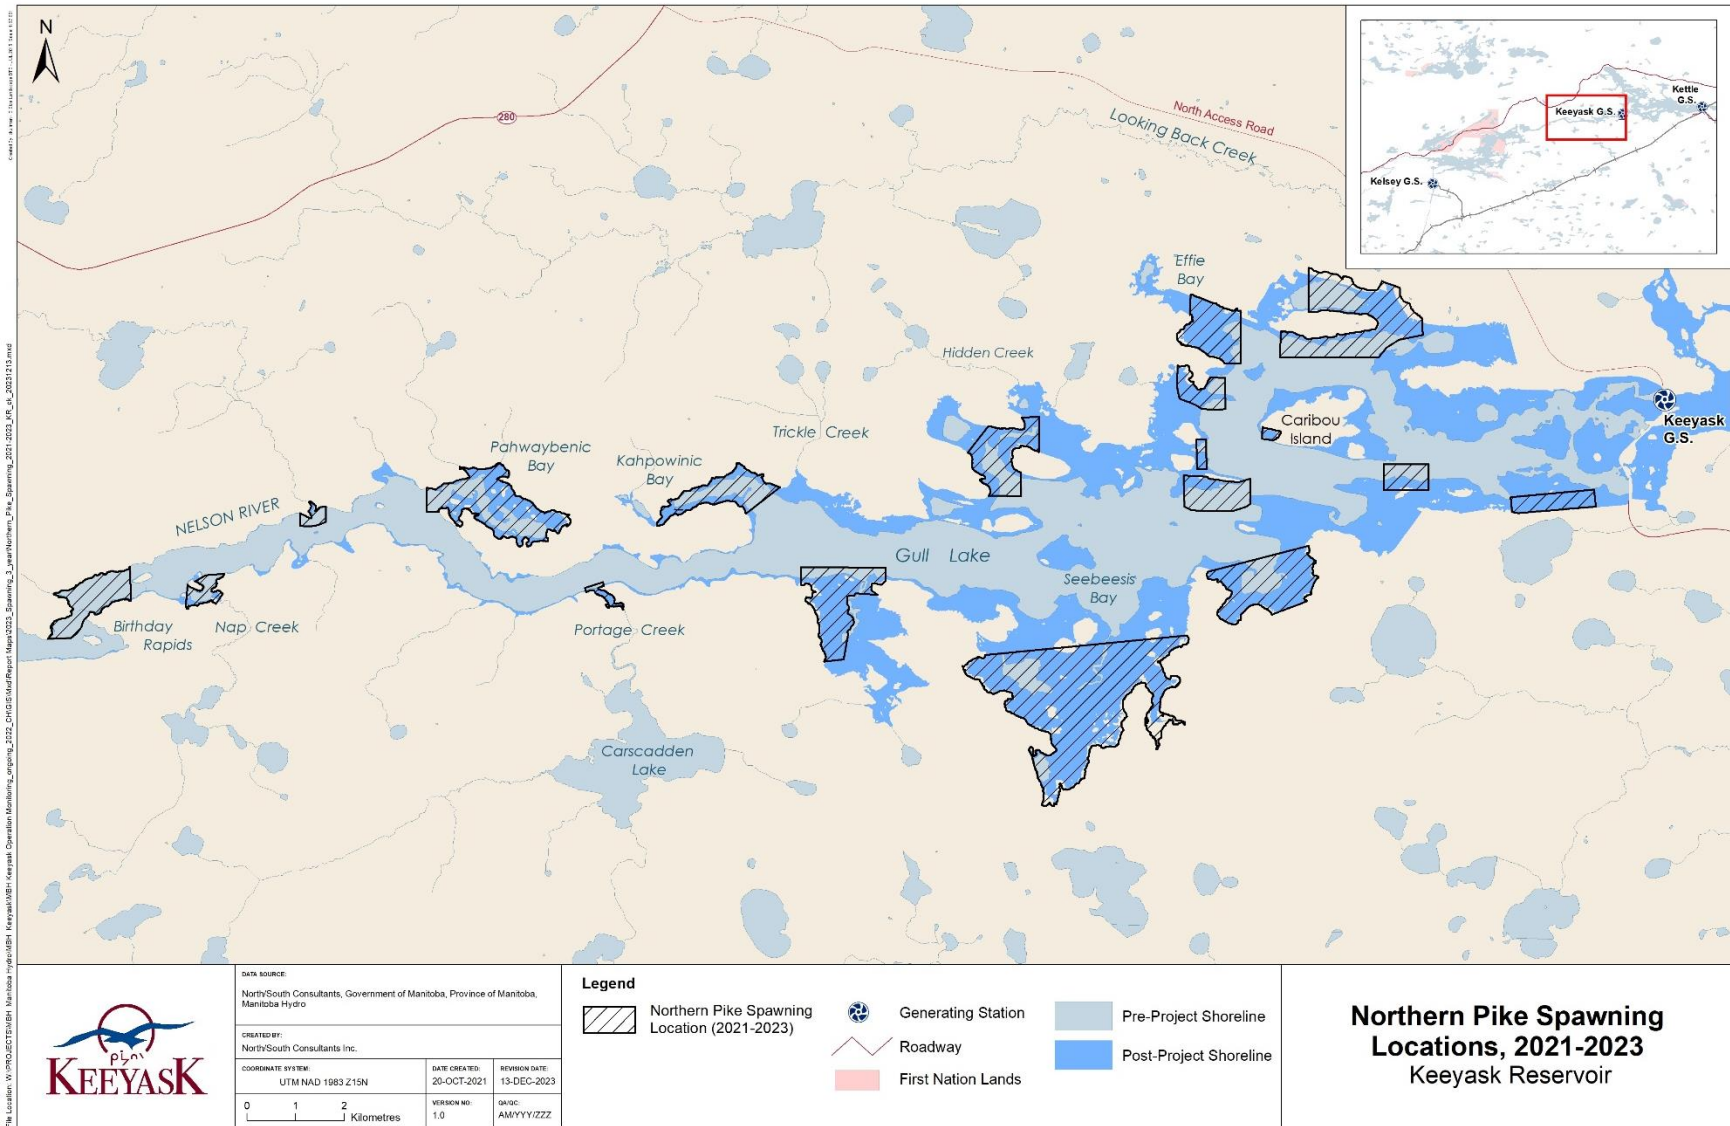 N
280
North Access Road
Looking Back Creek
Kettle
G.S.
Keeyask G.S.
Kelsey G.S.
Effie
Bay
Hidden Creek
Caribou
Island
Keeyask
G.S.
Trickle Creek
Pahwaybenic
Bay
Kahpowinic
Bay
NELSON RIVER
Gull Lake
Seebeesis
Bay
Birthday
Rapids
Nap Creek
Portage Creek
Carscadden
Lake
KEEYASK
DATA SOURCE:
North/South Consultants, Government of Manitoba, Province of Manitoba,
Manitoba Hydro
CREATED BY:
North/South Consultants Inc.
COORDINATE SYSTEM:
UTM NAD 1983 Z15N
DATE CREATED:
20-OCT-2021
REVISION DATE:
13-DEC-2023
0 1 2
Kilometres
VERSION NO:
1.0
QA/QC:
AM/YYY/ZZZ
Legend
Northern Pike Spawning
Location (2021-2023)
Generating Station
Roadway
First Nation Lands
Pre-Project Shoreline
Post-Project Shoreline
Northern Pike Spawning
Locations, 2021-2023
Keeyask Reservoir